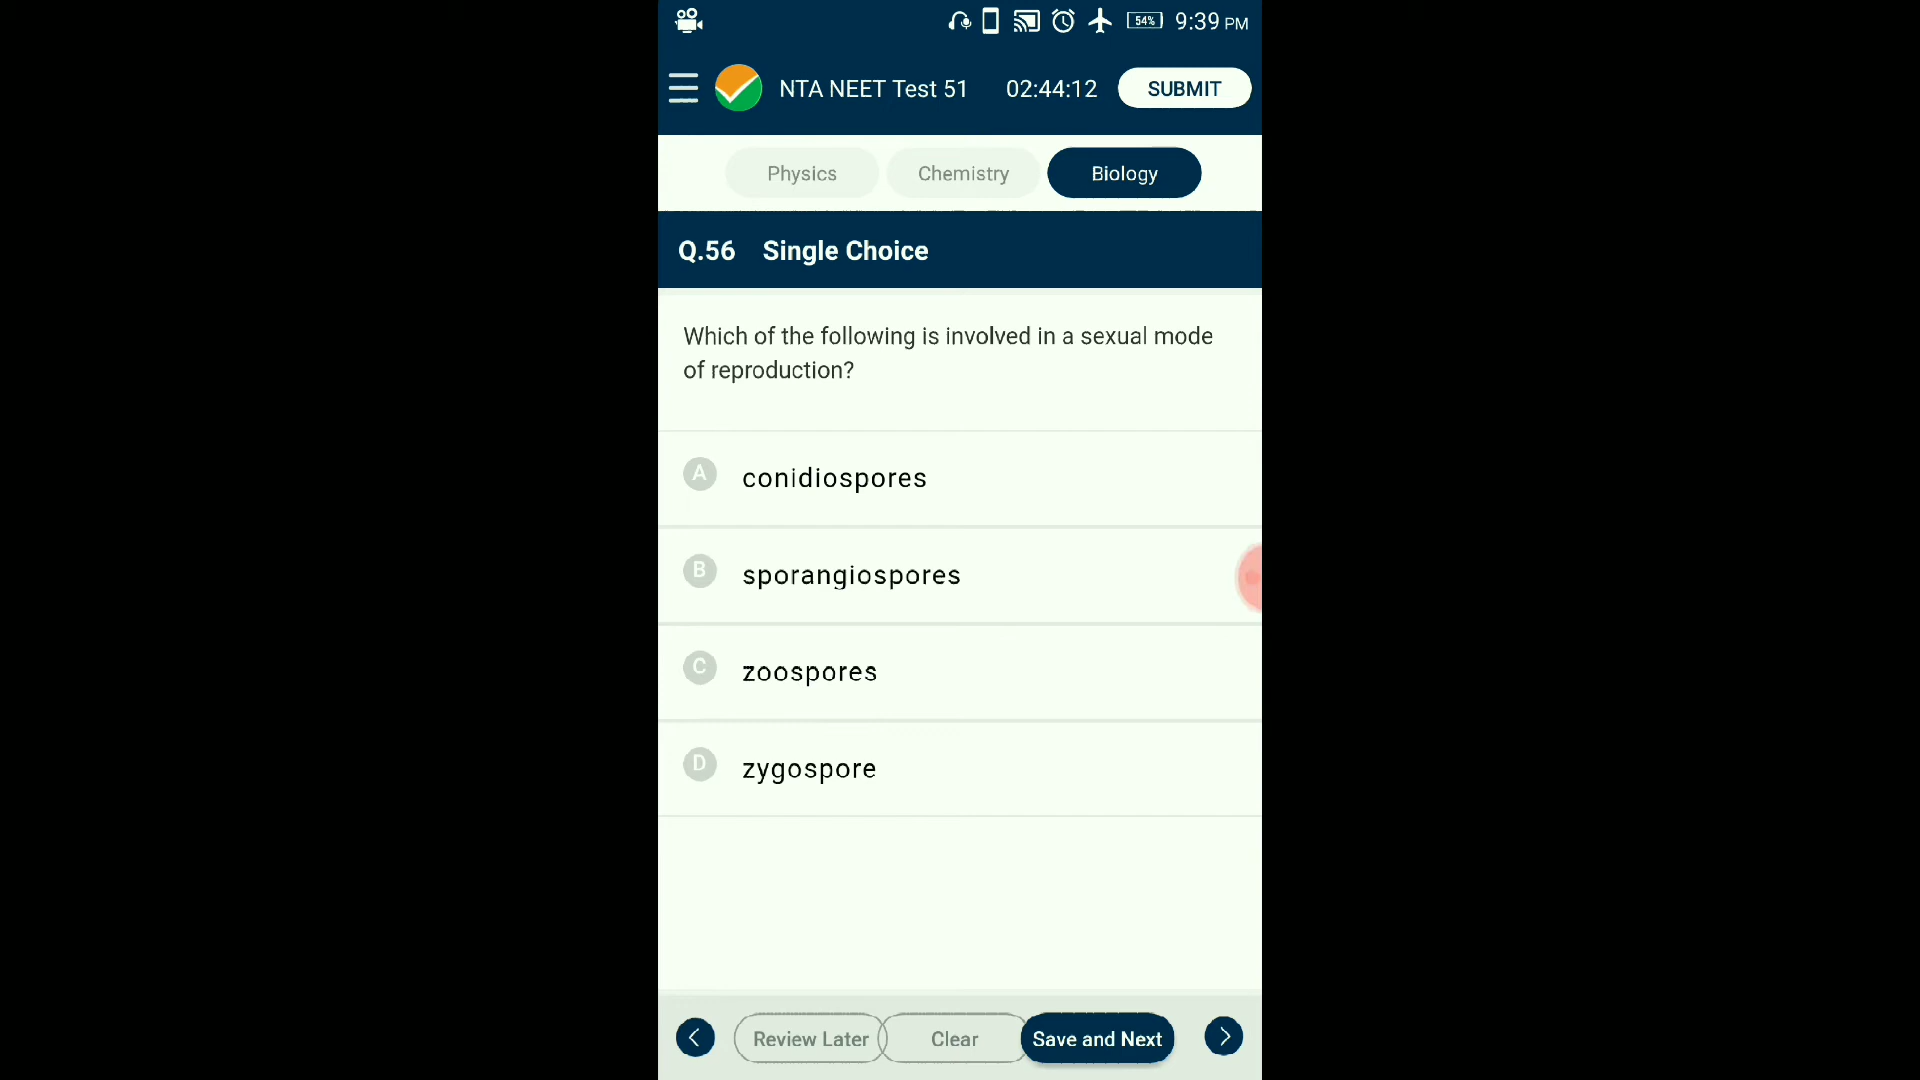 54% 9:39 PM
NTA NEET Test 51 02:44:12 SUBMIT
Physics Chemistry Biology
Q.56 Single Choice
Which of the following is involved in a sexual mode
of reproduction?
A conidiospores
B sporangiospores
C zoospores
D zygospore
Review Later Clear Save and Next